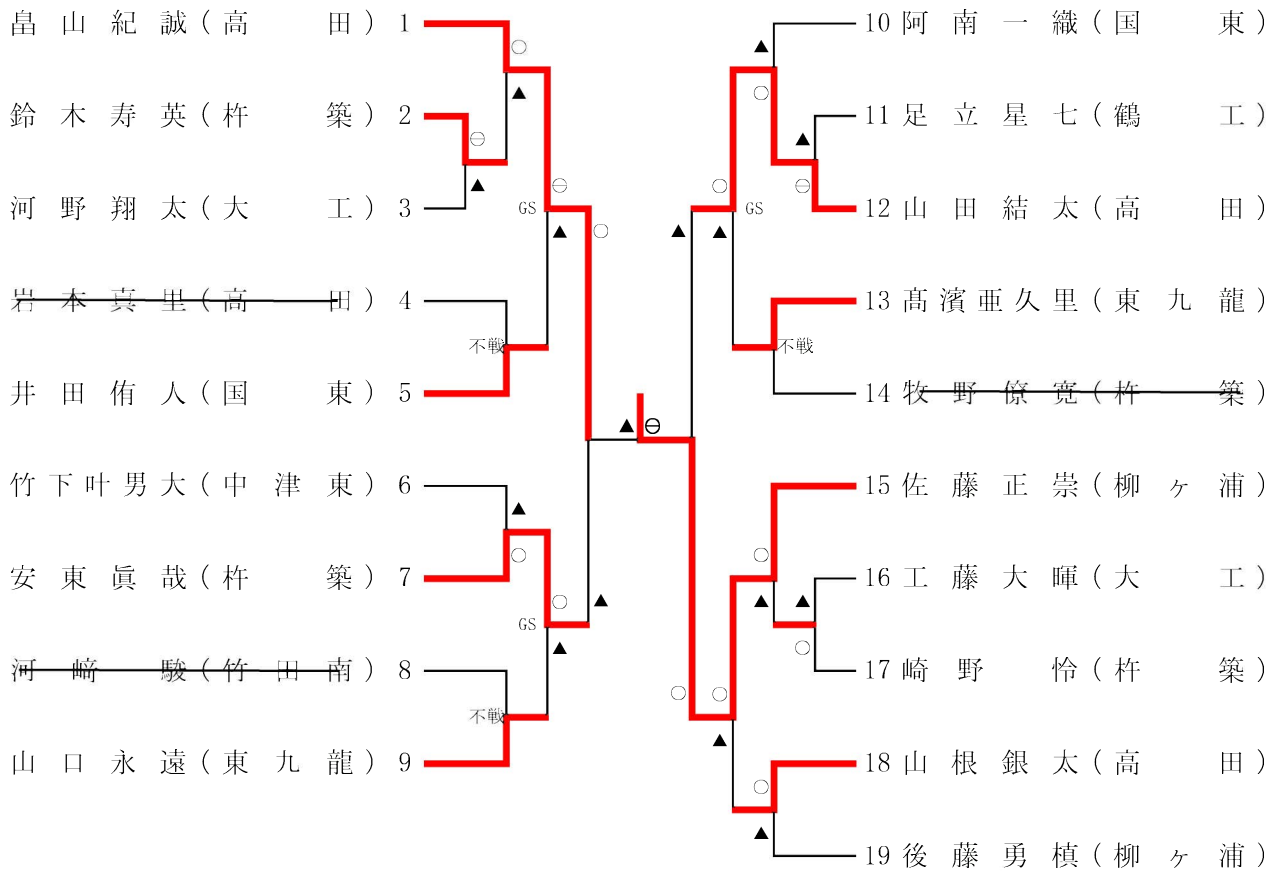 畠山紀誠(高田) 1
鈴木寿英(杵築) 2
河野翔太(大工) 3
岩本真里(高田) 4
井田侑人(国東) 5
竹下叶男大(中津東) 6
安東眞哉(杵築) 7
河﨑駿(竹田南) 8
山口永遠(東九龍) 9
GS
不戦
GS
不戦
10 阿南一織(国東)
11 足立星七(鶴工)
12 山田結太(高田)
13 髙濱亜久里(東九龍)
14 牧野僚寛(杵築)
15 佐藤正崇(柳ヶ浦)
16 工藤大暉(大工)
17 崎野怜(杵築)
18 山根銀太(高田)
19 後藤勇槙(柳ヶ浦)
GS
不戦